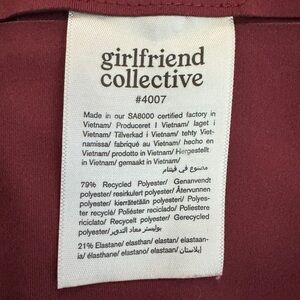 girlfriend
collective
#4007
Made in our SA8000 certified factory in
Vietnam/ Produceret I Vietnam/ laget i
Vietnam/ Tillverkad i Vietnam/ tehty Viet-
namissa/ fabriqué au Vietnam/ hecho en
Vietnam/ prodotto in Vietnam/ Hergestellt
in Vietnam/ gemaakt in Vietnam/
مصنوع في فيتنام
79% Recycled Polyester/ Genanvendt
polyester/ resirkulert polyester/ Återvunnen
polyester/ kierrätetään polyesteri/ Polyes-
ter recyclé/ Poliéster reciclado/ Poliestere
riciclato/ Recycelt Polyester/ Gerecycled
polyester/ بوليستر معاد التدوير
21% Elastane/ elasthan/ elastan/ elastaan-
ia/ élasthane/ elastano/ elastan/ elastaan/
إيلاستان